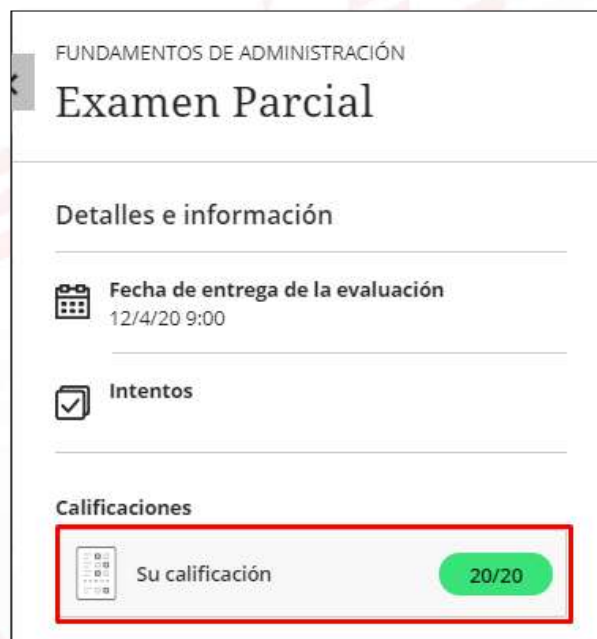 FUNDAMENTOS DE ADMINISTRACIÓN
Examen Parcial
Detalles e información
Fecha de entrega de la evaluación
12/4/20 9:00
Intentos
Calificaciones
Su calificación 20/20